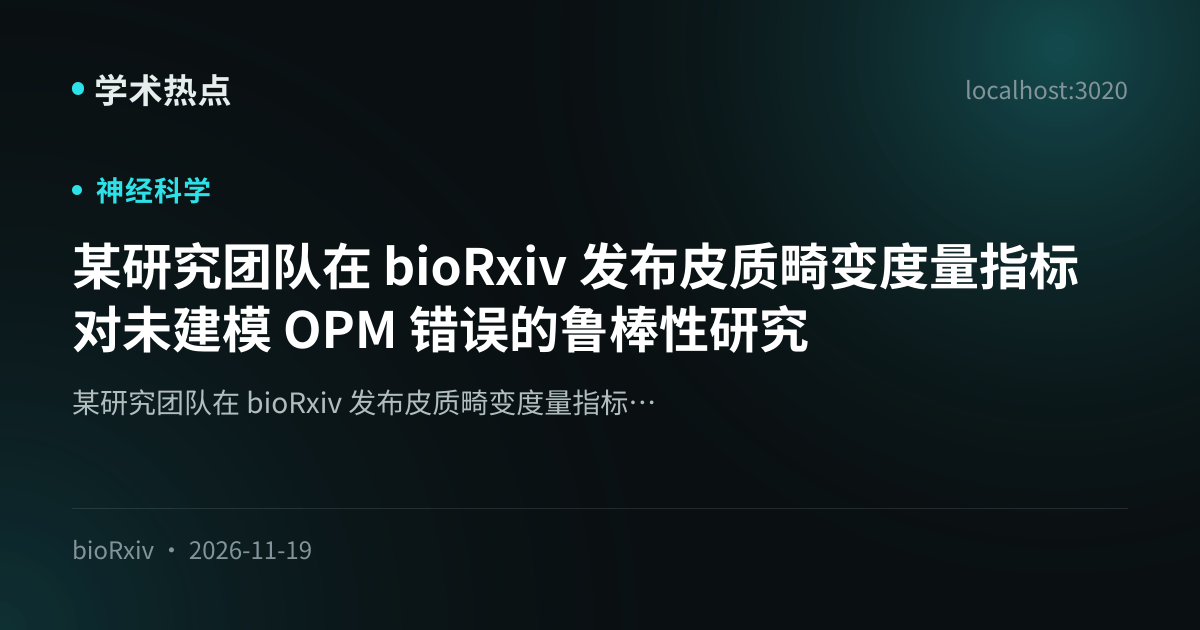 学术热点
localhost:3020
神经科学
某研究团队在 bioRxiv 发布皮质畸变度量指标
对未建模 OPM 错误的鲁棒性研究
某研究团队在 bioRxiv 发布皮质畸变度量指标…
bioRxiv · 2026-11-19